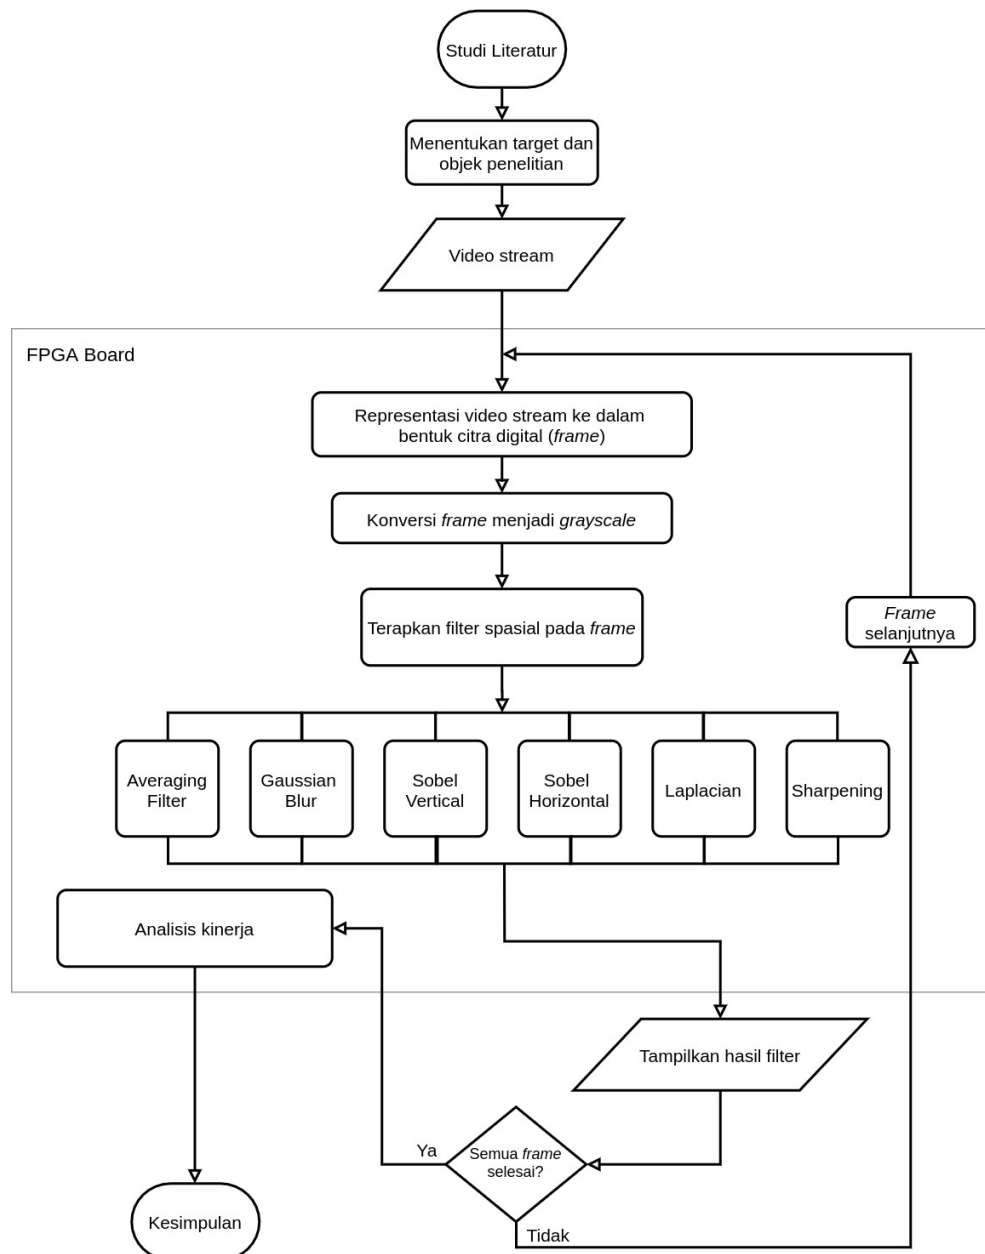 Studi Literatur
Menentukan target dan
objek penelitian
Video stream
FPGA Board
Representasi video stream ke dalam
bentuk citra digital (frame)
Konversi frame menjadi grayscale
Terapkan filter spasial pada frame
Frame
selanjutnya
Averaging
Filter
Gaussian
Blur
Sobel
Vertical
Sobel
Horizontal
Laplacian
Sharpening
Analisis kinerja
Tampilkan hasil filter
Ya
Semua frame
selesai?
Tidak
Kesimpulan